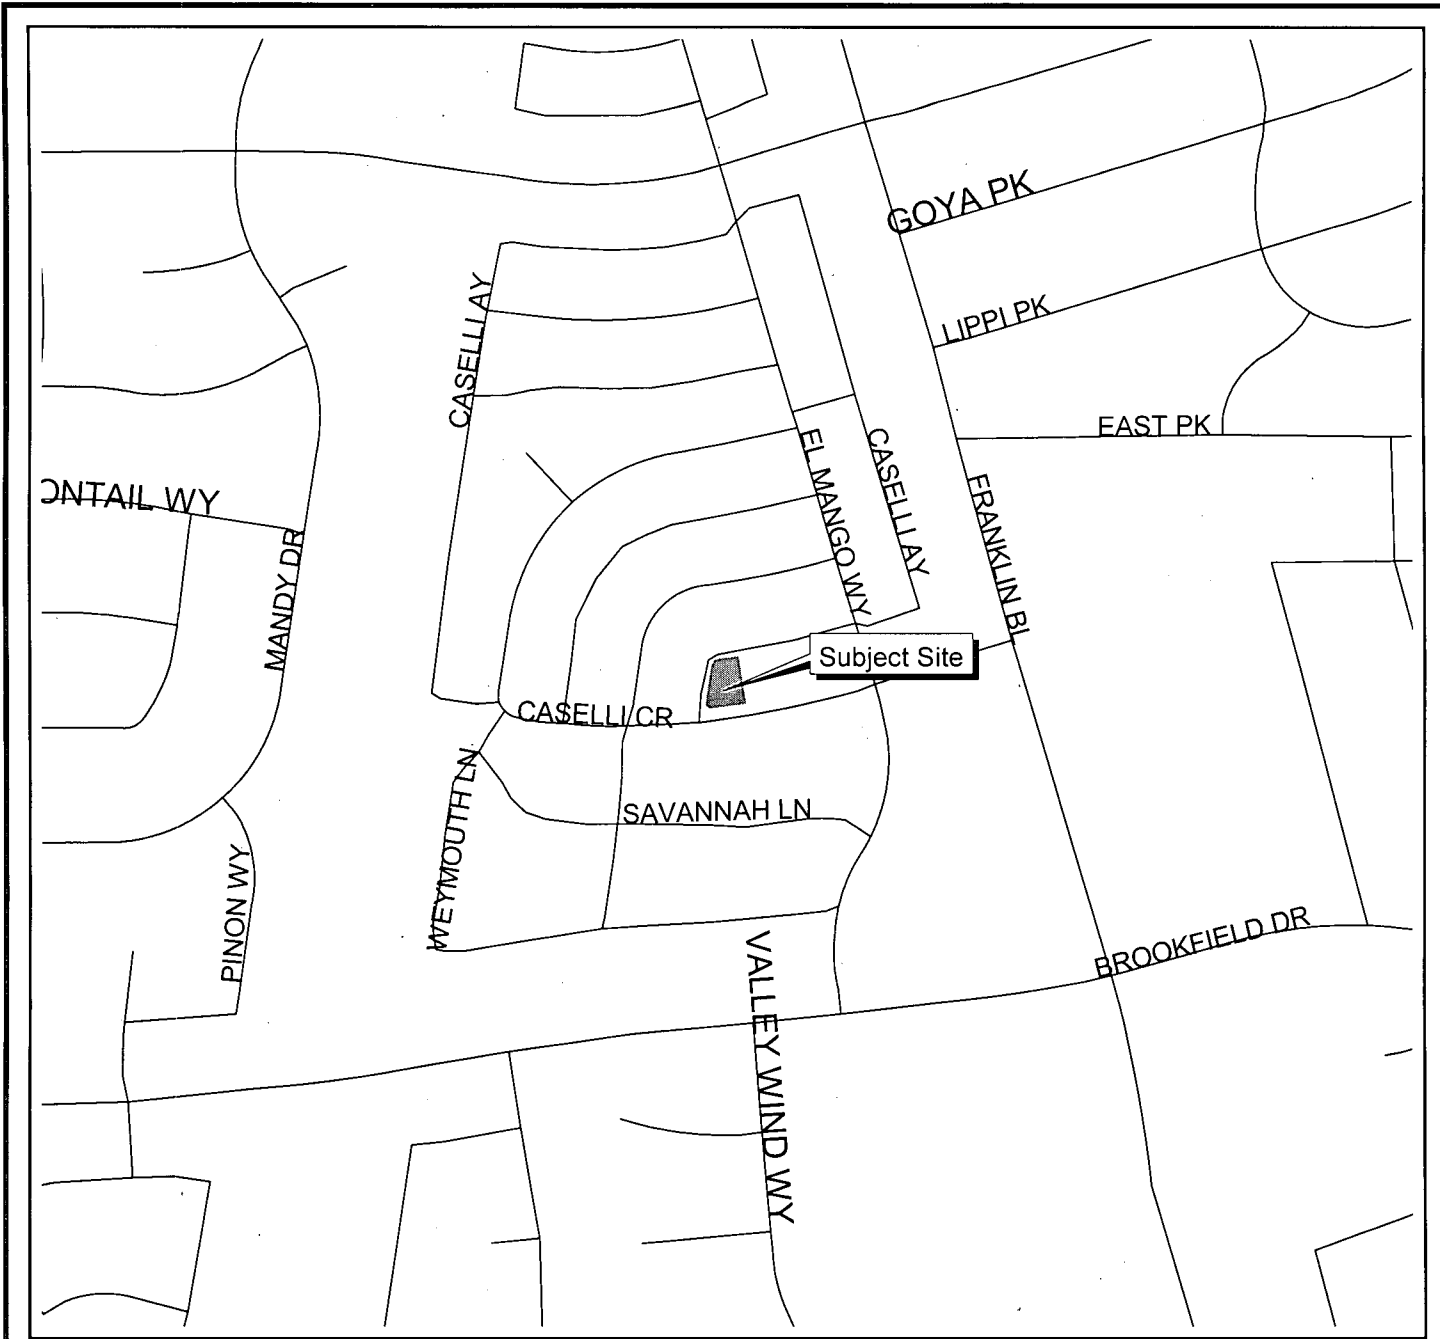 GOYA PK
LIPPI PK
CASELLI AY
EAST PK
EL MANGO WY
CASELLI AY
FRANKLIN BL
ONTAIL WY
MANDY DR
Subject Site
CASELLI CR
WEYMOUTH LN
SAVANNAH LN
PINON WY
VALLEY WIND WY
BROOKFIELD DR